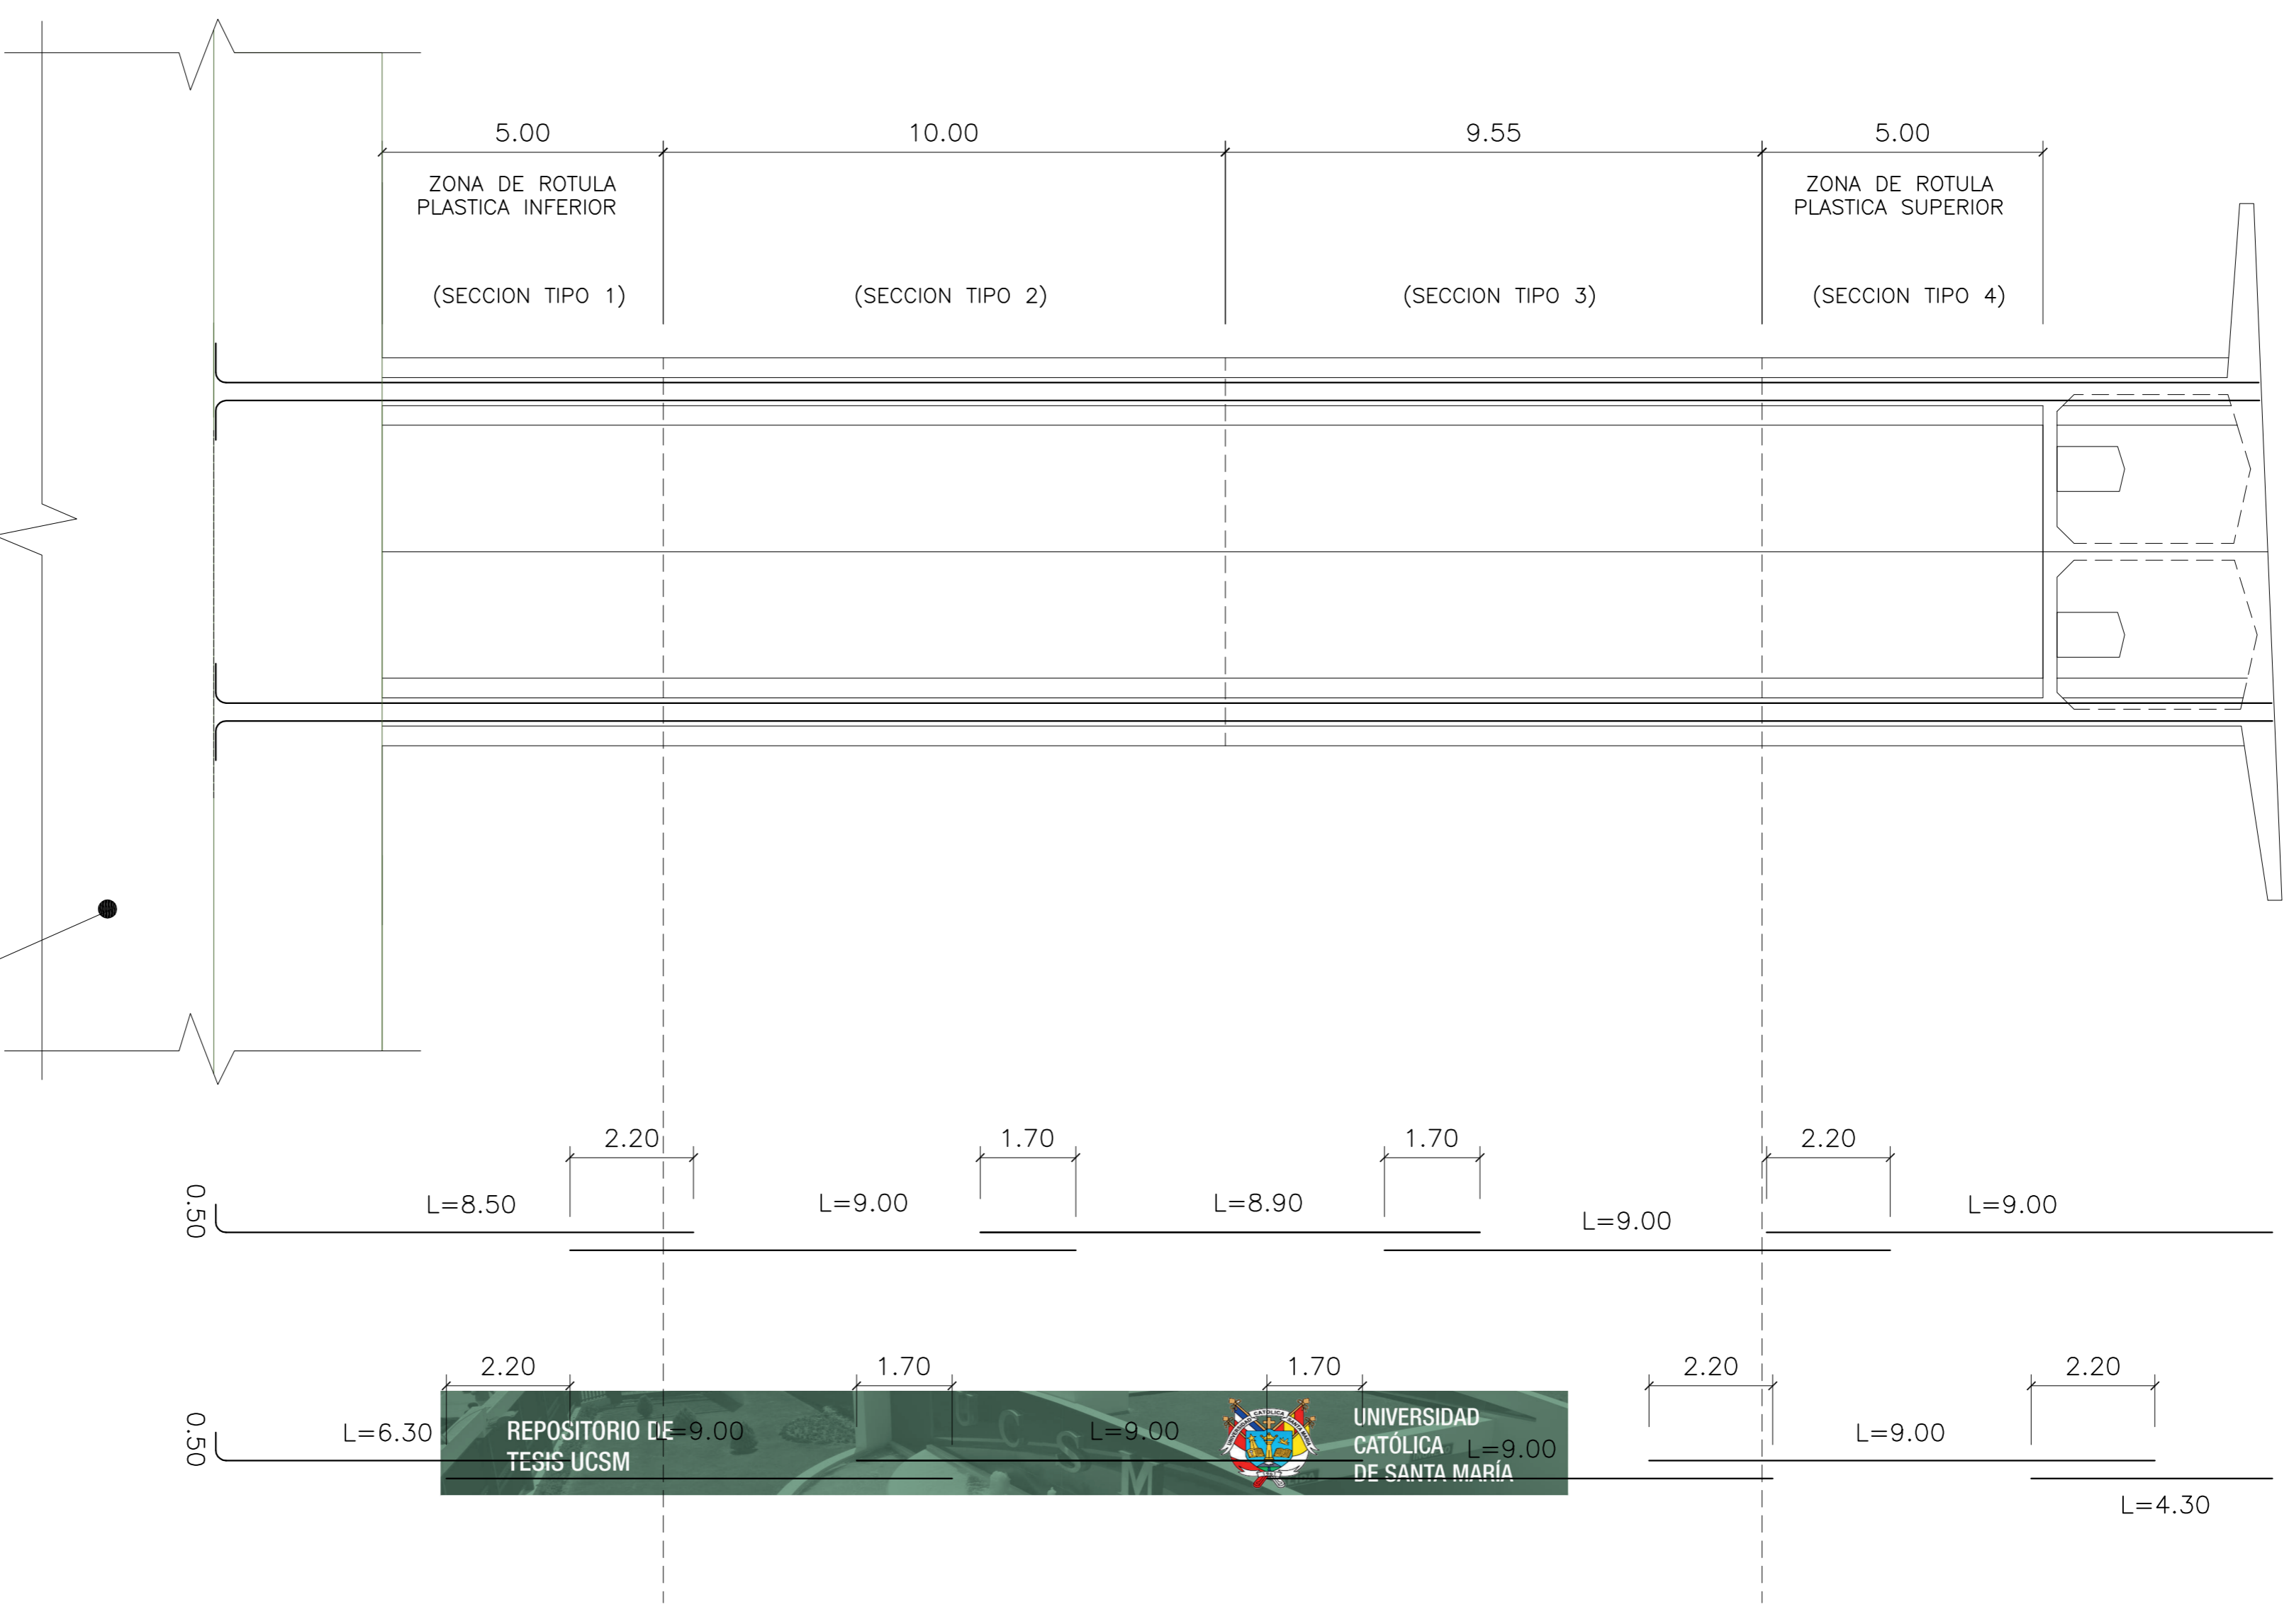 5.00
10.00
9.55
5.00
ZONA DE ROTULA
PLASTICA INFERIOR
ZONA DE ROTULA
PLASTICA SUPERIOR
(SECCION TIPO 1)
(SECCION TIPO 2)
(SECCION TIPO 3)
(SECCION TIPO 4)
2.20
1.70
1.70
2.20
0.50
L=8.50
L=9.00
L=8.90
L=9.00
L=9.00
2.20
1.70
1.70
2.20
2.20
0.50
L=6.30
L=9.00
L=9.00
L=9.00
L=9.00
L=4.30
REPOSITORIO DE
TESIS UCSM
UCSM
UNIVERSIDAD
CATÓLICA
DE SANTA MARÍA